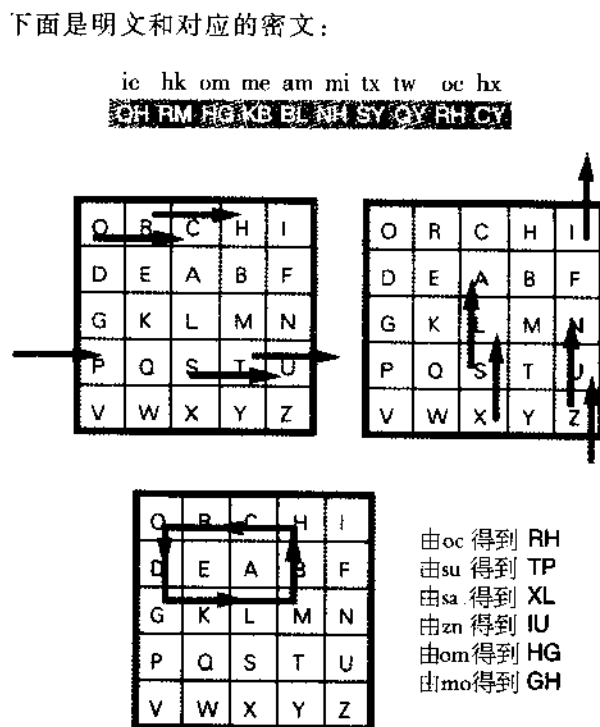 下面是明文和对应的密文：
ic hk om me am mi tx tw oc hx
OH RM HG KB BL NH SY QY RH CY
O R C H I
D E A B F
G K L M N
P Q S T U
V W X Y Z
O R C H I
D E A B F
G K L M N
P Q S T U
V W X Y Z
O R C H I
D E A B F
G K L M N
P Q S T U
V W X Y Z
由oc 得到 RH
由su 得到 TP
由sa 得到 XL
由zn 得到 IU
由om得到 HG
由mo得到 GH